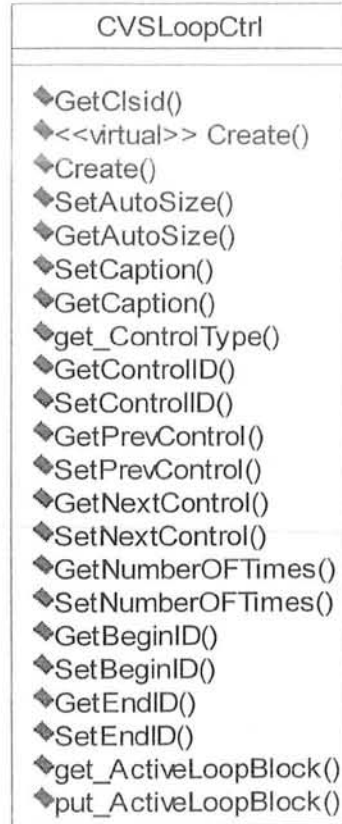 CVSLoopCtrl
GetClsid()
<<virtual>> Create()
Create()
SetAutoSize()
GetAutoSize()
SetCaption()
GetCaption()
get_ControlType()
GetControlID()
SetControlID()
GetPrevControl()
SetPrevControl()
GetNextControl()
SetNextControl()
GetNumberOFTimes()
SetNumberOFTimes()
GetBeginID()
SetBeginID()
GetEndID()
SetEndID()
get_ActiveLoopBlock()
put_ActiveLoopBlock()